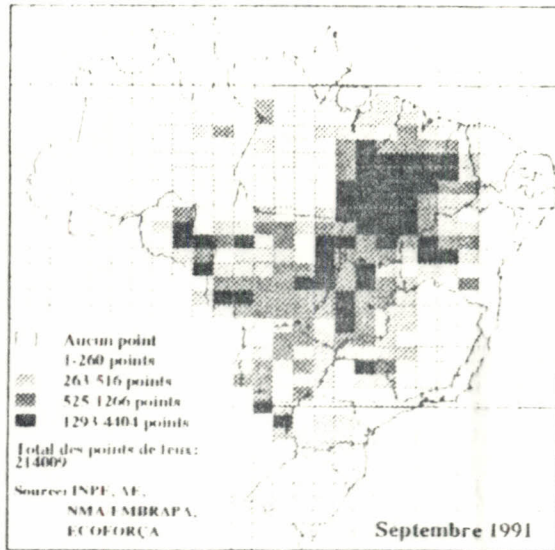 Aucun point
1-260 points
263-516 points
525-1266 points
1293-4404 points
Total des points de feux:
214009
Source: INPE, AE,
NMA EMBRAPA,
ECOFORÇA
Septembre 1991